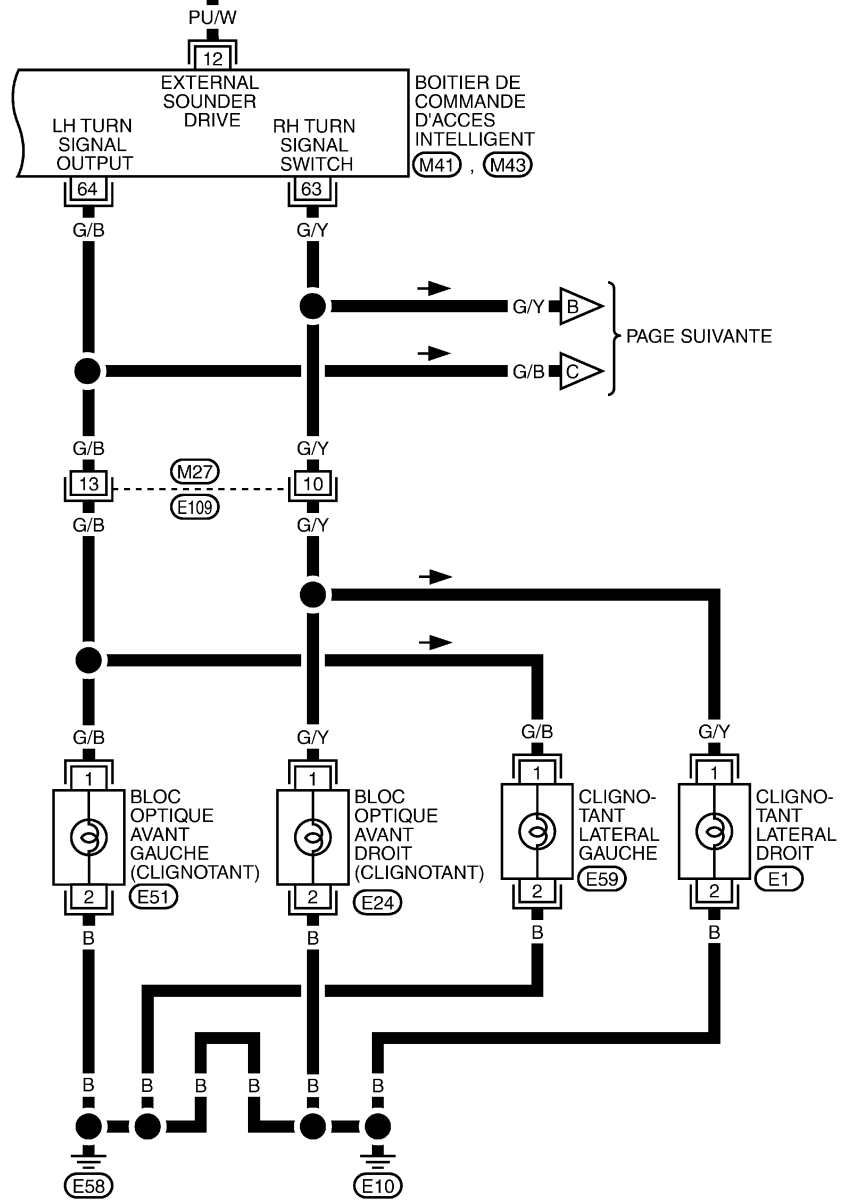 PU/W
12
EXTERNAL
SOUNDER
DRIVE
LH TURN
SIGNAL
OUTPUT
RH TURN
SIGNAL
SWITCH
BOITIER DE
COMMANDE
D'ACCES
INTELLIGENT
M41 , M43
64
63
G/B
G/Y
G/Y
B
PAGE SUIVANTE
G/B
C
G/B
G/Y
M27
13
10
E109
G/B
G/Y
G/B
G/Y
G/B
G/Y
1
1
1
1
BLOC
OPTIQUE
AVANT
GAUCHE
(CLIGNOTANT)
E51
BLOC
OPTIQUE
AVANT
DROIT
(CLIGNOTANT)
E24
CLIGNO-
TANT
LATERAL
GAUCHE
E59
CLIGNO-
TANT
LATERAL
DROIT
E1
2
2
2
2
B
B
B
B
B
B
B
B
B
B
E58
E10